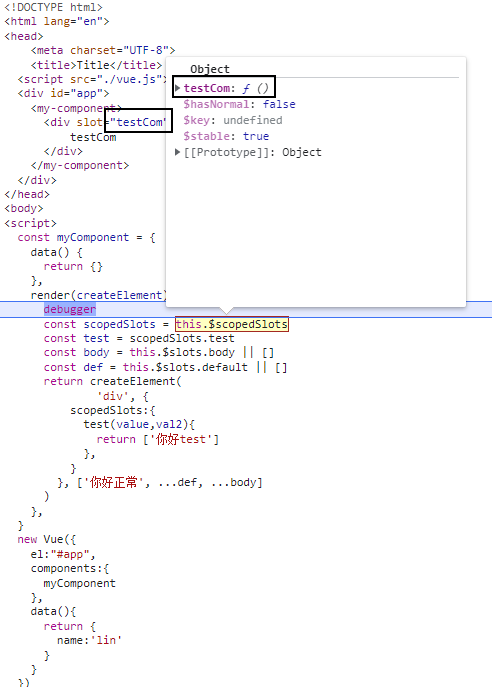 <!DOCTYPE html>
<html lang="en">
<head>
<meta charset="UTF-8">
<title>Title</title>
<script src="./vue.js">
<div id="app">
<my-component>
<div slot="testCom"
testCom
</div>
</my-component>
</div>
</head>
<body>
<script>
const myComponent = {
data() {
return {}
},
render(createElement)
Object
testCom: ƒ ()
$hasNormal: false
$key: undefined
$stable: true
[[Prototype]]: Object
debugger
const scopedSlots = this.$scopedSlots
const test = scopedSlots.test
const body = this.$slots.body || []
const def = this.$slots.default || []
return createElement(
'div', {
scopedSlots:{
test(value,val2){
return ['你好test']
},
}
}, ['你好正常', ...def, ...body]
)
},
}
new Vue({
el:"#app",
components:{
myComponent
},
data(){
return {
name:'lin'
}
}
})